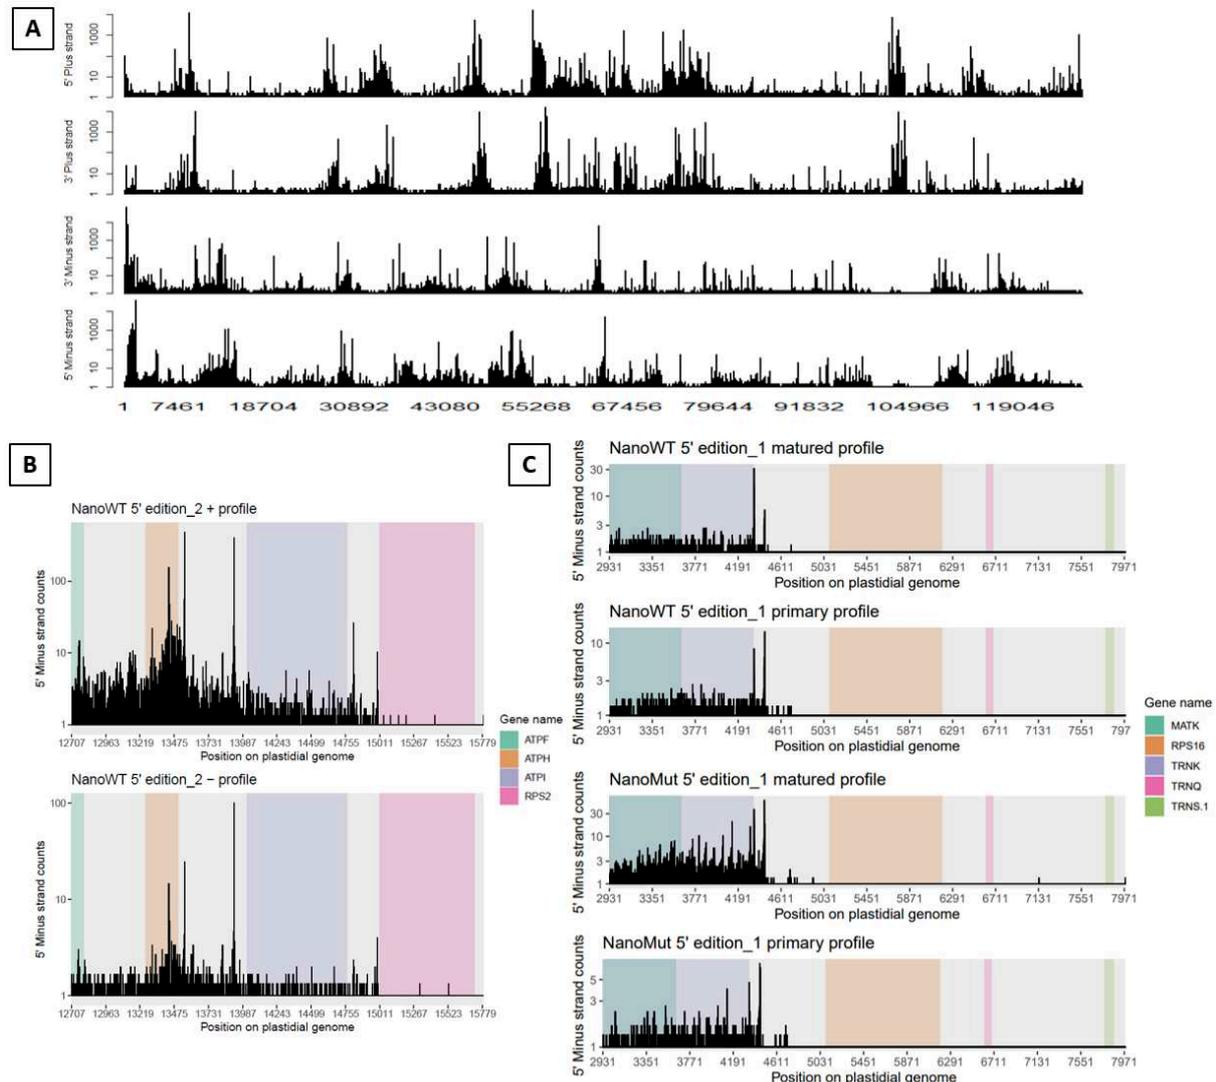 A
5' Plus strand
1 10 1000
3' Plus strand
1 10 1000
3' Minus strand
1 10 1000
5' Minus strand
1 10 1000
1 7461 18704 30892 43080 55268 67456 79644 91832 104966 119046
B
NanoWT 5' edition_2 + profile
5' Minus strand counts
100
10
1
12707 12963 13219 13475 13731 13987 14243 14499 14755 15011 15267 15523 15779
Position on plastidial genome
NanoWT 5' edition_2 − profile
5' Minus strand counts
100
10
1
12707 12963 13219 13475 13731 13987 14243 14499 14755 15011 15267 15523 15779
Position on plastidial genome
Gene name
ATPF
ATPH
ATPI
RPS2
C
NanoWT 5' edition_1 matured profile
5' Minus strand counts
30
10
3
1
2931 3351 3771 4191 4611 5031 5451 5871 6291 6711 7131 7551 7971
Position on plastidial genome
NanoWT 5' edition_1 primary profile
5' Minus strand counts
10
3
1
2931 3351 3771 4191 4611 5031 5451 5871 6291 6711 7131 7551 7971
Position on plastidial genome
NanoMut 5' edition_1 matured profile
5' Minus strand counts
30
10
3
1
2931 3351 3771 4191 4611 5031 5451 5871 6291 6711 7131 7551 7971
Position on plastidial genome
NanoMut 5' edition_1 primary profile
5' Minus strand counts
5
3
1
2931 3351 3771 4191 4611 5031 5451 5871 6291 6711 7131 7551 7971
Position on plastidial genome
Gene name
MATK
RPS16
TRNK
TRNQ
TRNS.1